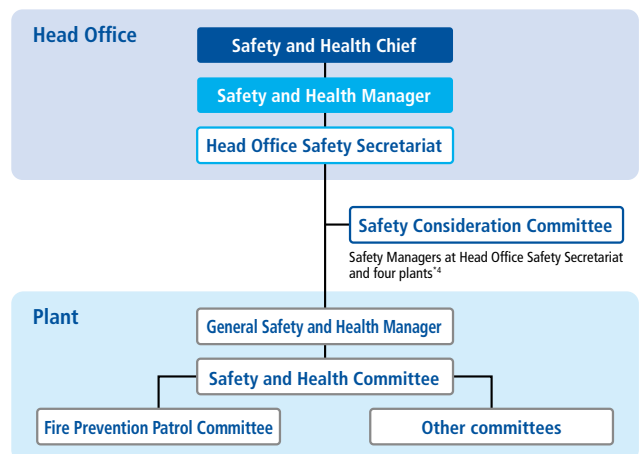 Head Office
Safety and Health Chief
Safety and Health Manager
Head Office Safety Secretariat
Safety Consideration Committee
Safety Managers at Head Office Safety Secretariat
and four plants*4
Plant
General Safety and Health Manager
Safety and Health Committee
Fire Prevention Patrol Committee
Other committees